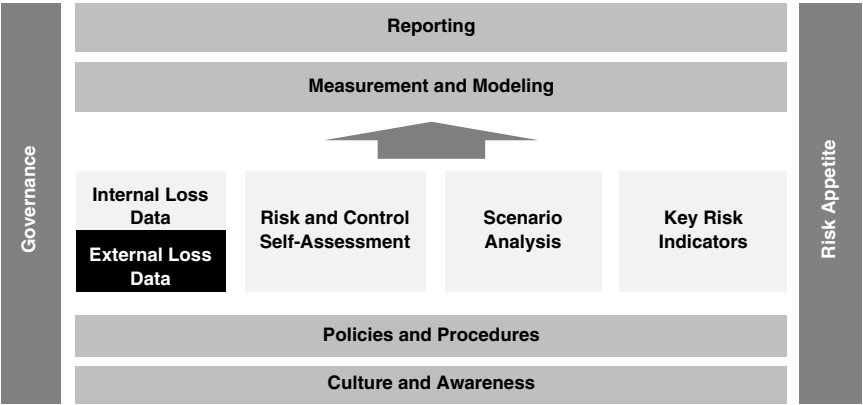 Governance
Reporting
Measurement and Modeling
Internal Loss
Data
External Loss
Data
Risk and Control
Self-Assessment
Scenario
Analysis
Key Risk
Indicators
Policies and Procedures
Culture and Awareness
Risk Appetite